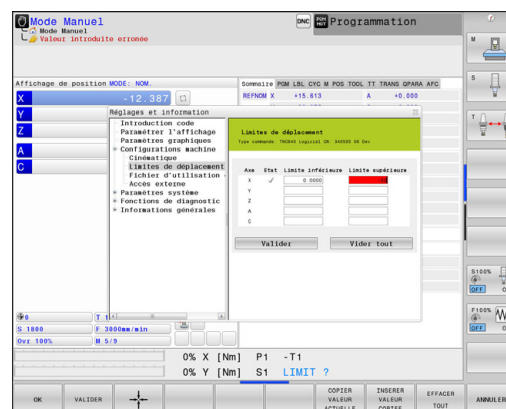 Mode Manuel
Mode Manuel
Valeur introduite erronée
DNC
Programmation
Affichage de position MODE: NOM.
Sommaire PGM LBL CYC M POS TOOL TT TRANS QPARA AFC
X -12.387
REFNOM X +15.613 A +0.000
Y
Z
A
C
Réglages et information
Introduction code
Paramétrer l'affichage
Paramètres graphiques
Configurations machine
Cinématique
Limites de déplacement
Fichier d'utilisation
Accès externe
Paramètres système
Fonctions de diagnostic
Informations générales
Limites de déplacement
Axe Etat Limite inférieure Limite supérieure
X 0.0000
Y
Z
A
C
Valider Vider tout
S 1800 F 3000mm/min
Ovr 100% M 5/9
0% X [Nm] P1 -T1
0% Y [Nm] S1 LIMIT ?
M
S
T
S100%
OFF
F100%
OFF
OK
VALIDER
COPIER VALEUR ACTUELLE
INSERER VALEUR COPIEE
EFFACER TOUT
ANNULER